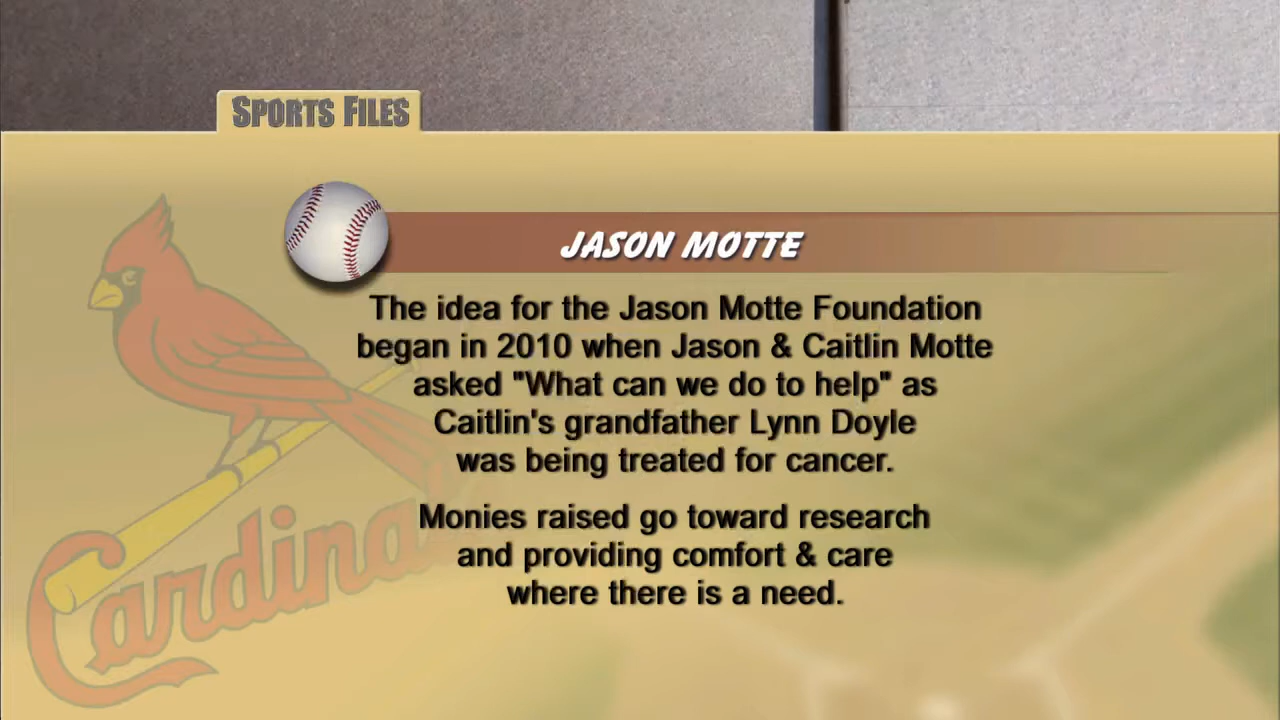 SPORTS FILES
JASON MOTTE
The idea for the Jason Motte Foundation
began in 2010 when Jason & Caitlin Motte
asked "What can we do to help" as
Caitlin's grandfather Lynn Doyle
was being treated for cancer.
Monies raised go toward research
and providing comfort & care
where there is a need.
Cardinals